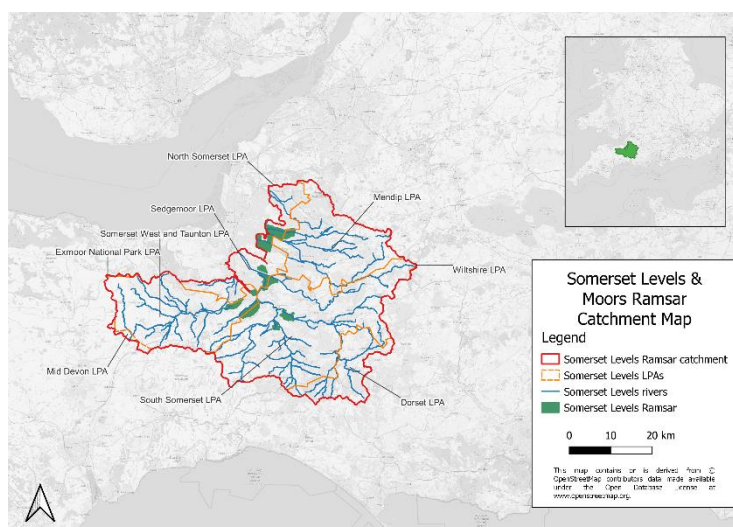 North Somerset LPA
Mendip LPA
Sedgemoor LPA
Somerset West and Taunton LPA
Exmoor National Park LPA
Wiltshire LPA
Mid Devon LPA
South Somerset LPA
Dorset LPA
Somerset Levels &
Moors Ramsar
Catchment Map
Legend
Somerset Levels Ramsar catchment
Somerset Levels LPAs
Somerset Levels rivers
Somerset Levels Ramsar
0 10 20 km
This map contains or is derived from ©
OpenStreetMap contributors data made available
under the Open Database License at
www.openstreetmap.org.